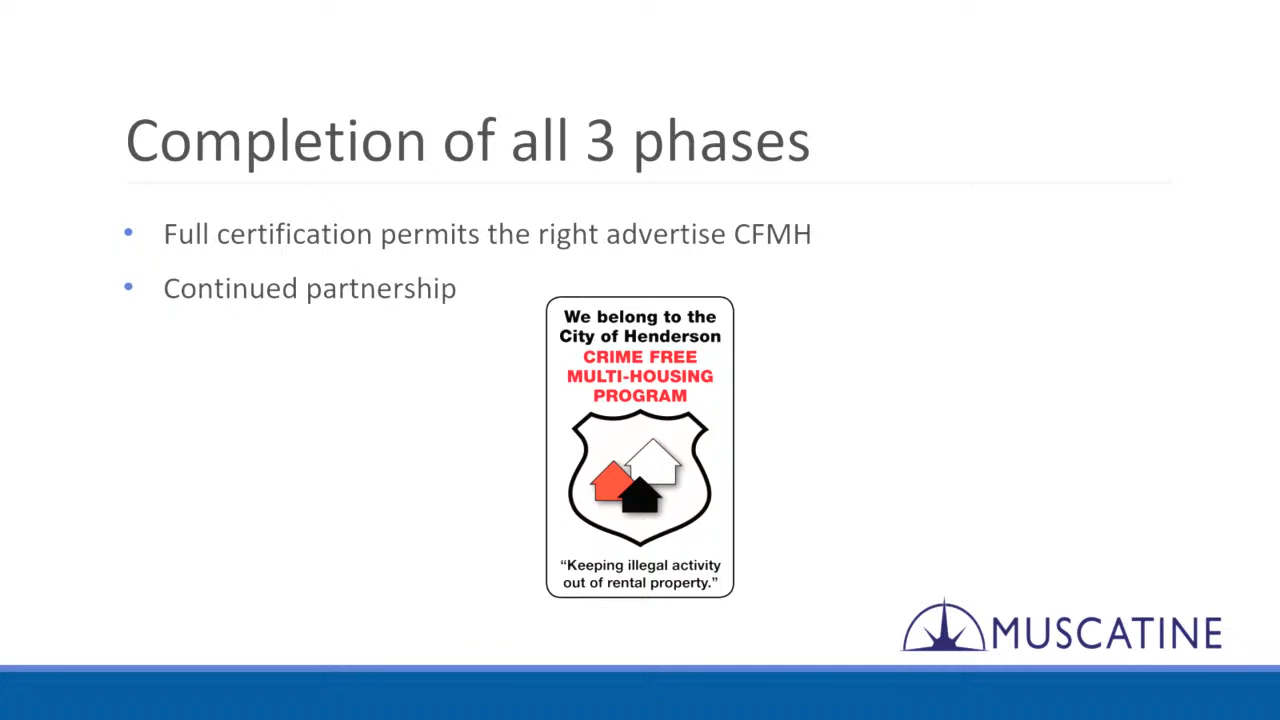 Completion of all 3 phases
• Full certification permits the right advertise CFMH
• Continued partnership
We belong to the
City of Henderson
CRIME FREE
MULTI-HOUSING
PROGRAM
“Keeping illegal activity
out of rental property.”
MUSCATINE